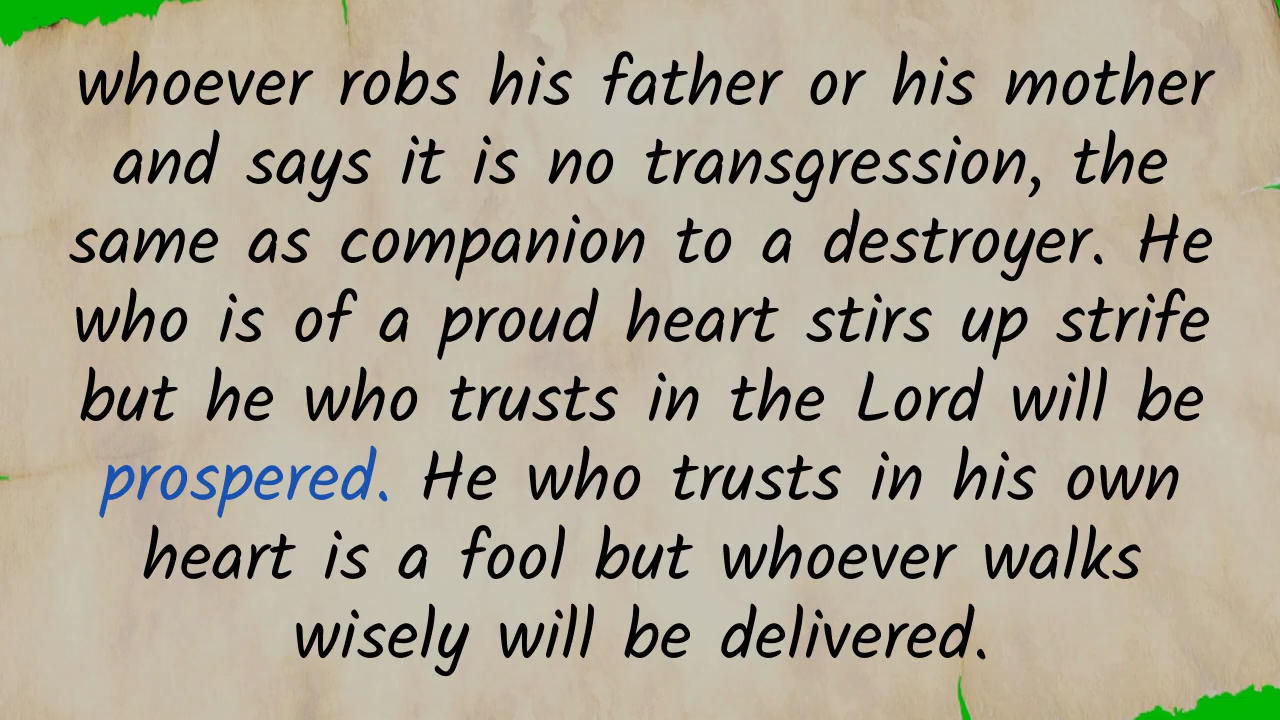 whoever robs his father or his mother
and says it is no transgression, the
same as companion to a destroyer. He
who is of a proud heart stirs up strife
but he who trusts in the Lord will be
prospered. He who trusts in his own
heart is a fool but whoever walks
wisely will be delivered.